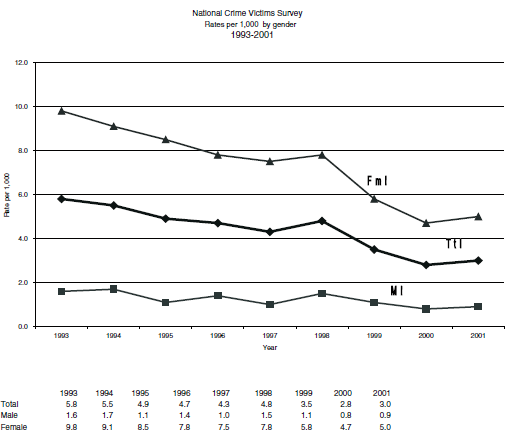 National Crime Victims Survey
Rates per 1,000 by gender
1993-2001
12.0
10.0
8.0
6.0
4.0
2.0
0.0
Rate per 1,000
Fml
Ttl
Ml
1993 1994 1995 1996 1997 1998 1999 2000 2001
Year
1993 1994 1995 1996 1997 1998 1999 2000 2001
Total 5.8 5.5 4.9 4.7 4.3 4.8 3.5 2.8 3.0
Male 1.6 1.7 1.1 1.4 1.0 1.5 1.1 0.8 0.9
Female 9.8 9.1 8.5 7.8 7.5 7.8 5.8 4.7 5.0